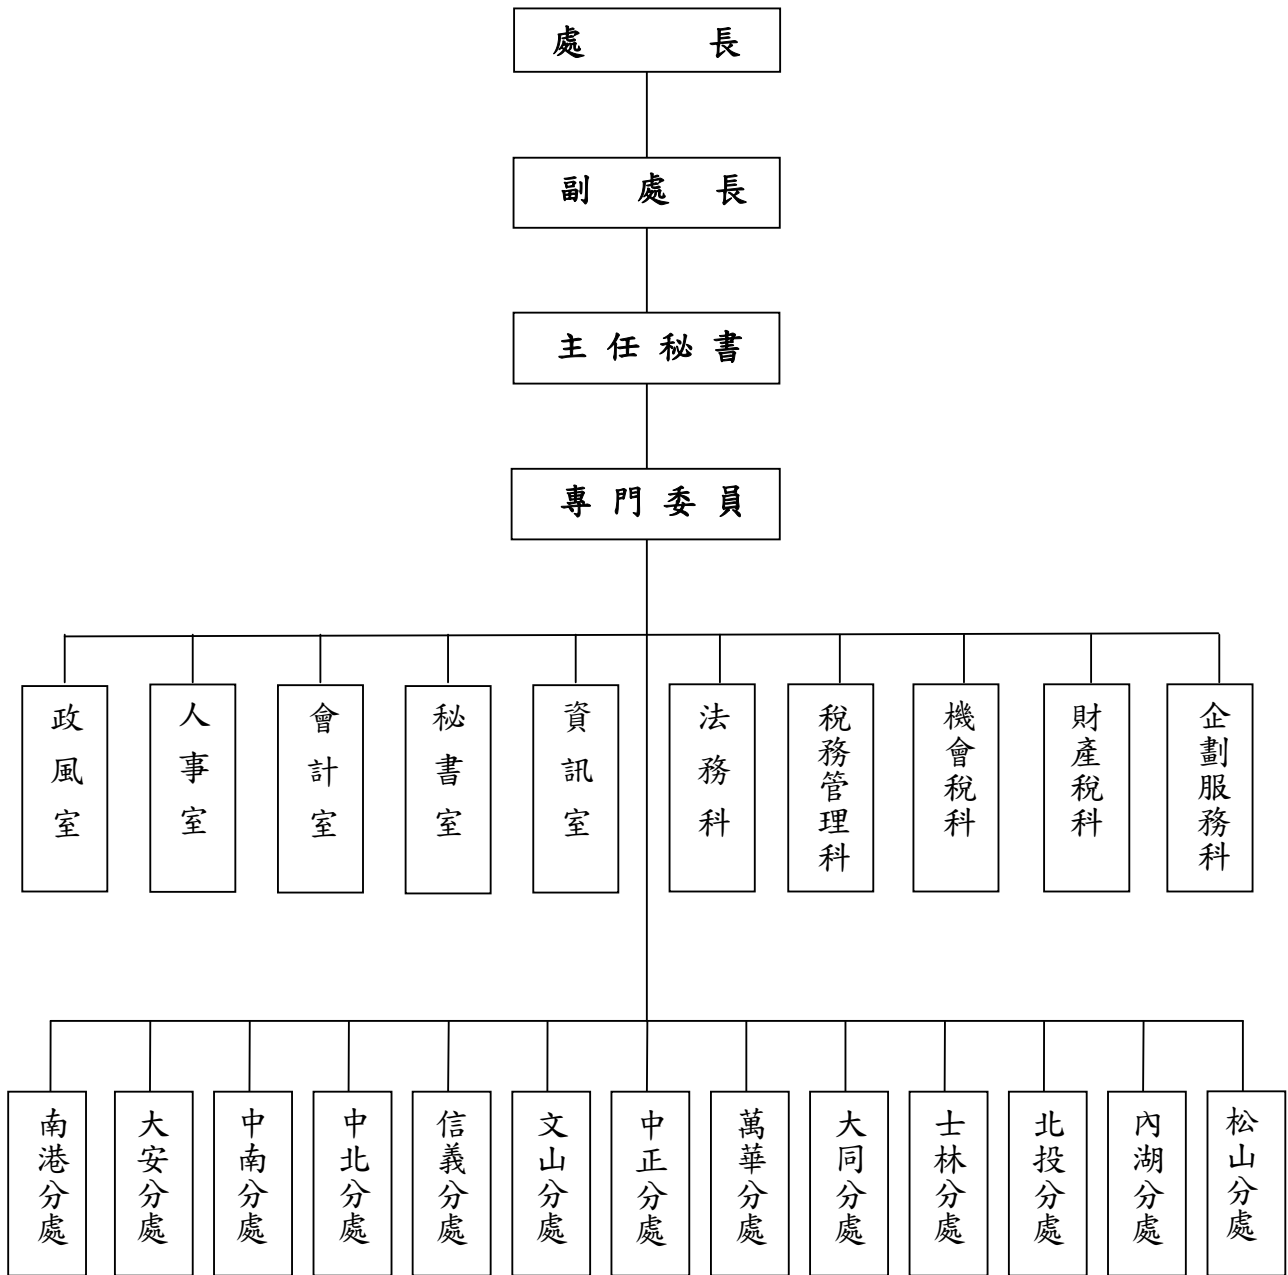 處長
副處長
主任秘書
專門委員
政風室
人事室
會計室
秘書室
資訊室
法務科
稅務管理科
機會稅科
財產稅科
企劃服務科
南港分處
大安分處
中南分處
中北分處
信義分處
文山分處
中正分處
萬華分處
大同分處
士林分處
北投分處
內湖分處
松山分處